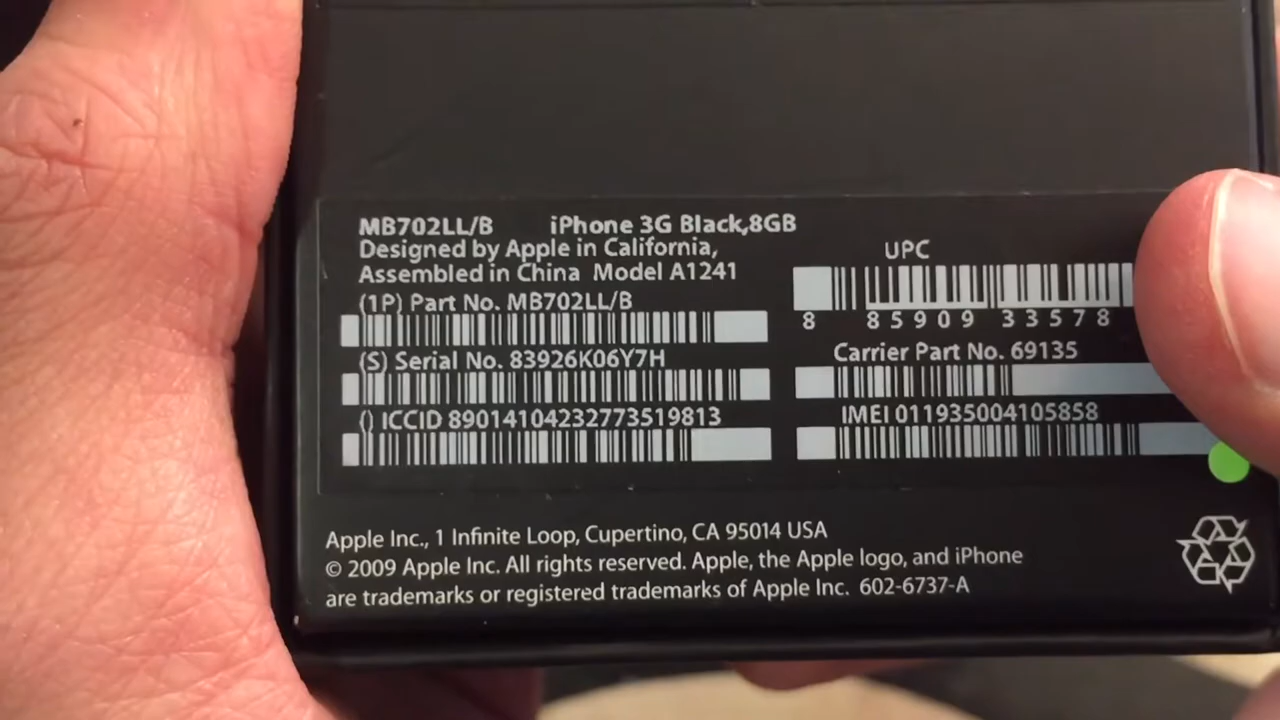 MB702LL/B iPhone 3G Black,8GB
Designed by Apple in California,
Assembled in China Model A1241
(1P) Part No. MB702LL/B
(S) Serial No. 83926K06Y7H
() ICCID 89014104232773519813
UPC
8 85909 33578
Carrier Part No. 69135
IMEI 011935004105858
Apple Inc., 1 Infinite Loop, Cupertino, CA 95014 USA
© 2009 Apple Inc. All rights reserved. Apple, the Apple logo, and iPhone
are trademarks or registered trademarks of Apple Inc. 602-6737-A